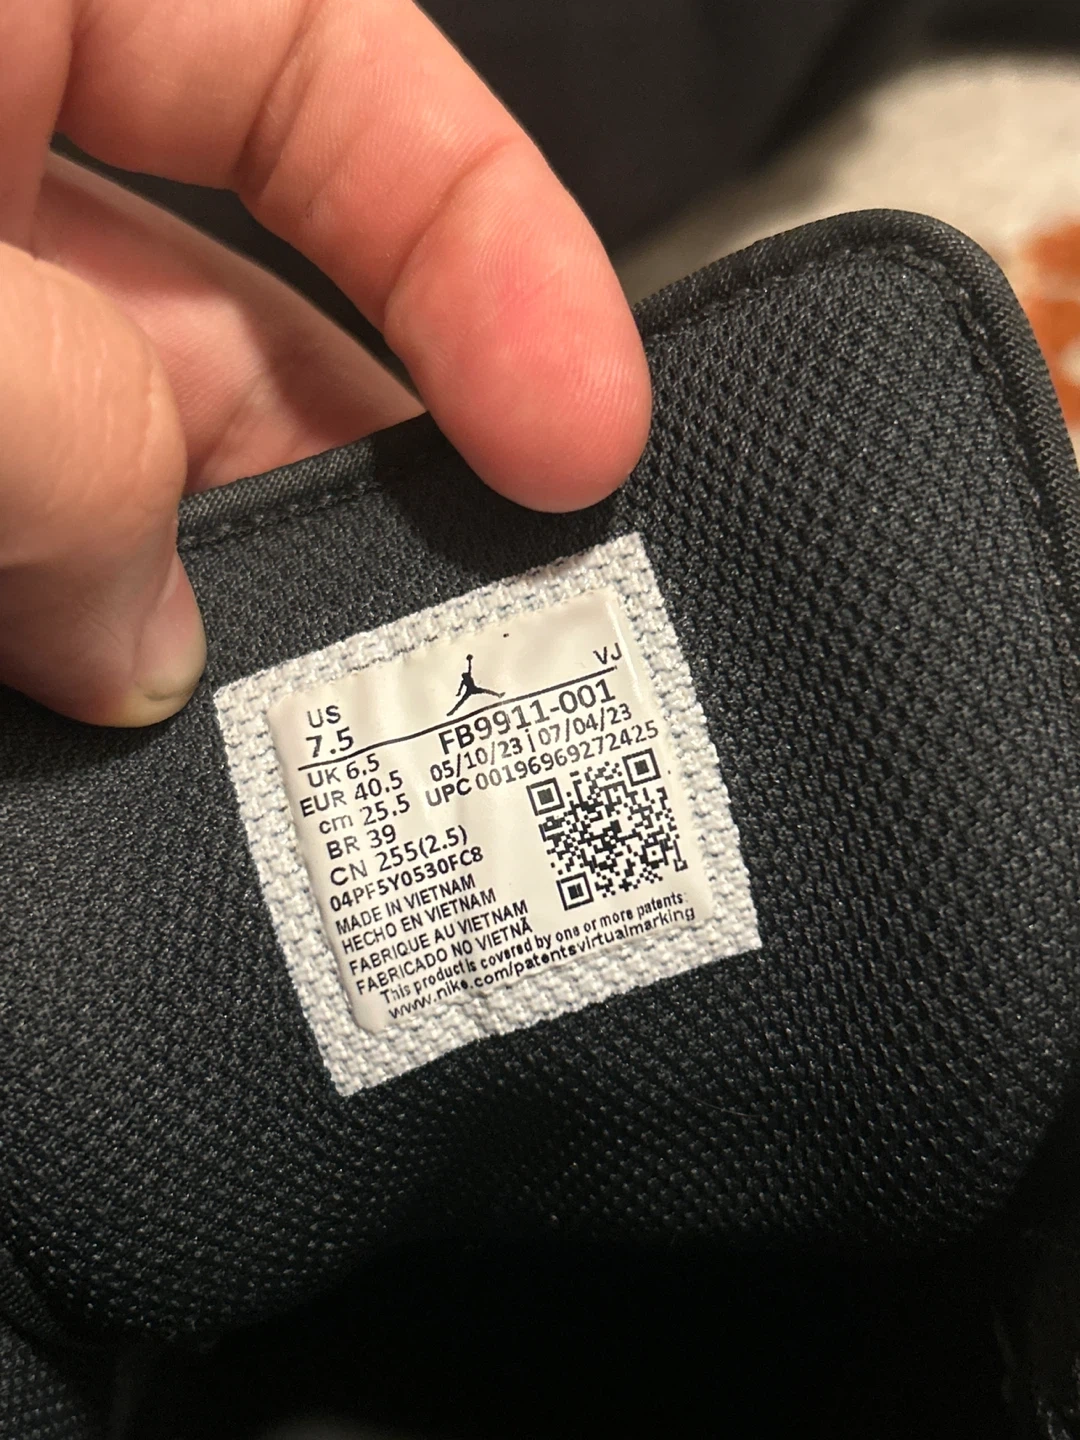 VJ
US
7.5
FB9911-001
05/10/23 | 07/04/23
UPC 00196969272425
UK 6.5
EUR 40.5
cm 25.5
BR 39
CN 255(2.5)
04PF5Y0530FC8
MADE IN VIETNAM
HECHO EN VIETNAM
FABRIQUE AU VIETNAM
FABRICADO NO VIETNÃ
This product is covered by one or more patents:
www.nike.com/patentsvirtualmarking